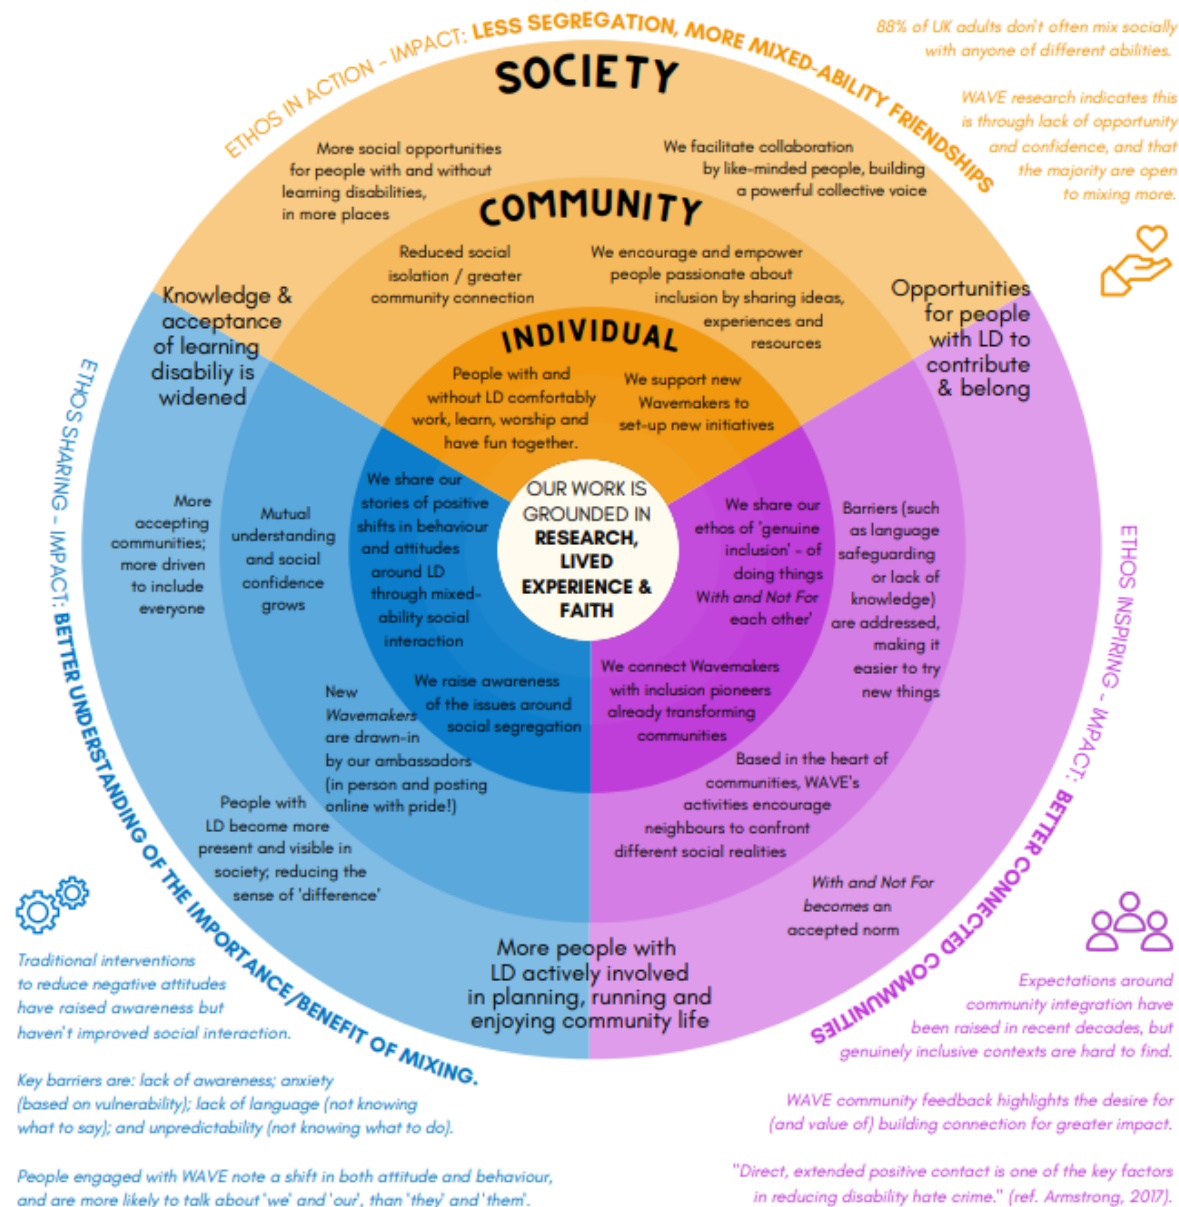 ETHOS IN ACTION - IMPACT: LESS SEGREGATION, MORE MIXED-ABILITY FRIENDSHIPS
88% of UK adults don't often mix socially
with anyone of different abilities.
WAVE research indicates this
is through lack of opportunity
and confidence, and that
the majority are open
to mixing more.
SOCIETY
More social opportunities
for people with and without
learning disabilities,
in more places
We facilitate collaboration
by like-minded people, building
a powerful collective voice
COMMUNITY
Reduced social
isolation / greater
community connection
We encourage and empower
people passionate about
inclusion by sharing ideas,
experiences and
resources
INDIVIDUAL
People with and
without LD comfortably
work, learn, worship and
have fun together.
We support new
Wavemakers to
set-up new initiatives
Knowledge &
acceptance
of learning
disabiliy is
widened
Opportunities
for people
with LD to
contribute
& belong
OUR WORK IS
GROUNDED IN
RESEARCH,
LIVED
EXPERIENCE &
FAITH
ETHOS SHARING - IMPACT: BETTER UNDERSTANDING OF THE IMPORTANCE/BENEFIT OF MIXING.
More
accepting
communities;
more driven
to include
everyone
Mutual
understanding
and social
confidence
grows
We share our
stories of positive
shifts in behaviour
and attitudes
around LD
through mixed-
ability social
interaction
We raise awareness
of the issues around
social segregation
New
Wavemakers
are drawn-in
by our ambassadors
(in person and posting
online with pride!)
People with
LD become more
present and visible in
society; reducing the
sense of 'difference'
We share our
ethos of 'genuine
inclusion' - of
doing things
With and Not For
each other'
Barriers (such
as language
safeguarding
or lack of
knowledge)
are addressed,
making it
easier to try
new things
We connect Wavemakers
with inclusion pioneers
already transforming
communities
Based in the heart of
communities, WAVE's
activities encourage
neighbours to confront
different social realities
With and Not For
becomes an
accepted norm
ETHOS INSPIRING - IMPACT: BETTER CONNECTED COMMUNITIES
More people with
LD actively involved
in planning, running and
enjoying community life
Traditional interventions
to reduce negative attitudes
have raised awareness but
haven't improved social interaction.
Key barriers are: lack of awareness; anxiety
(based on vulnerability); lack of language (not knowing
what to say); and unpredictability (not knowing what to do).
People engaged with WAVE note a shift in both attitude and behaviour,
and are more likely to talk about 'we' and 'our', than 'they' and 'them'.
Expectations around
community integration have
been raised in recent decades, but
genuinely inclusive contexts are hard to find.
WAVE community feedback highlights the desire for
(and value of) building connection for greater impact.
"Direct, extended positive contact is one of the key factors
in reducing disability hate crime." (ref. Armstrong, 2017).